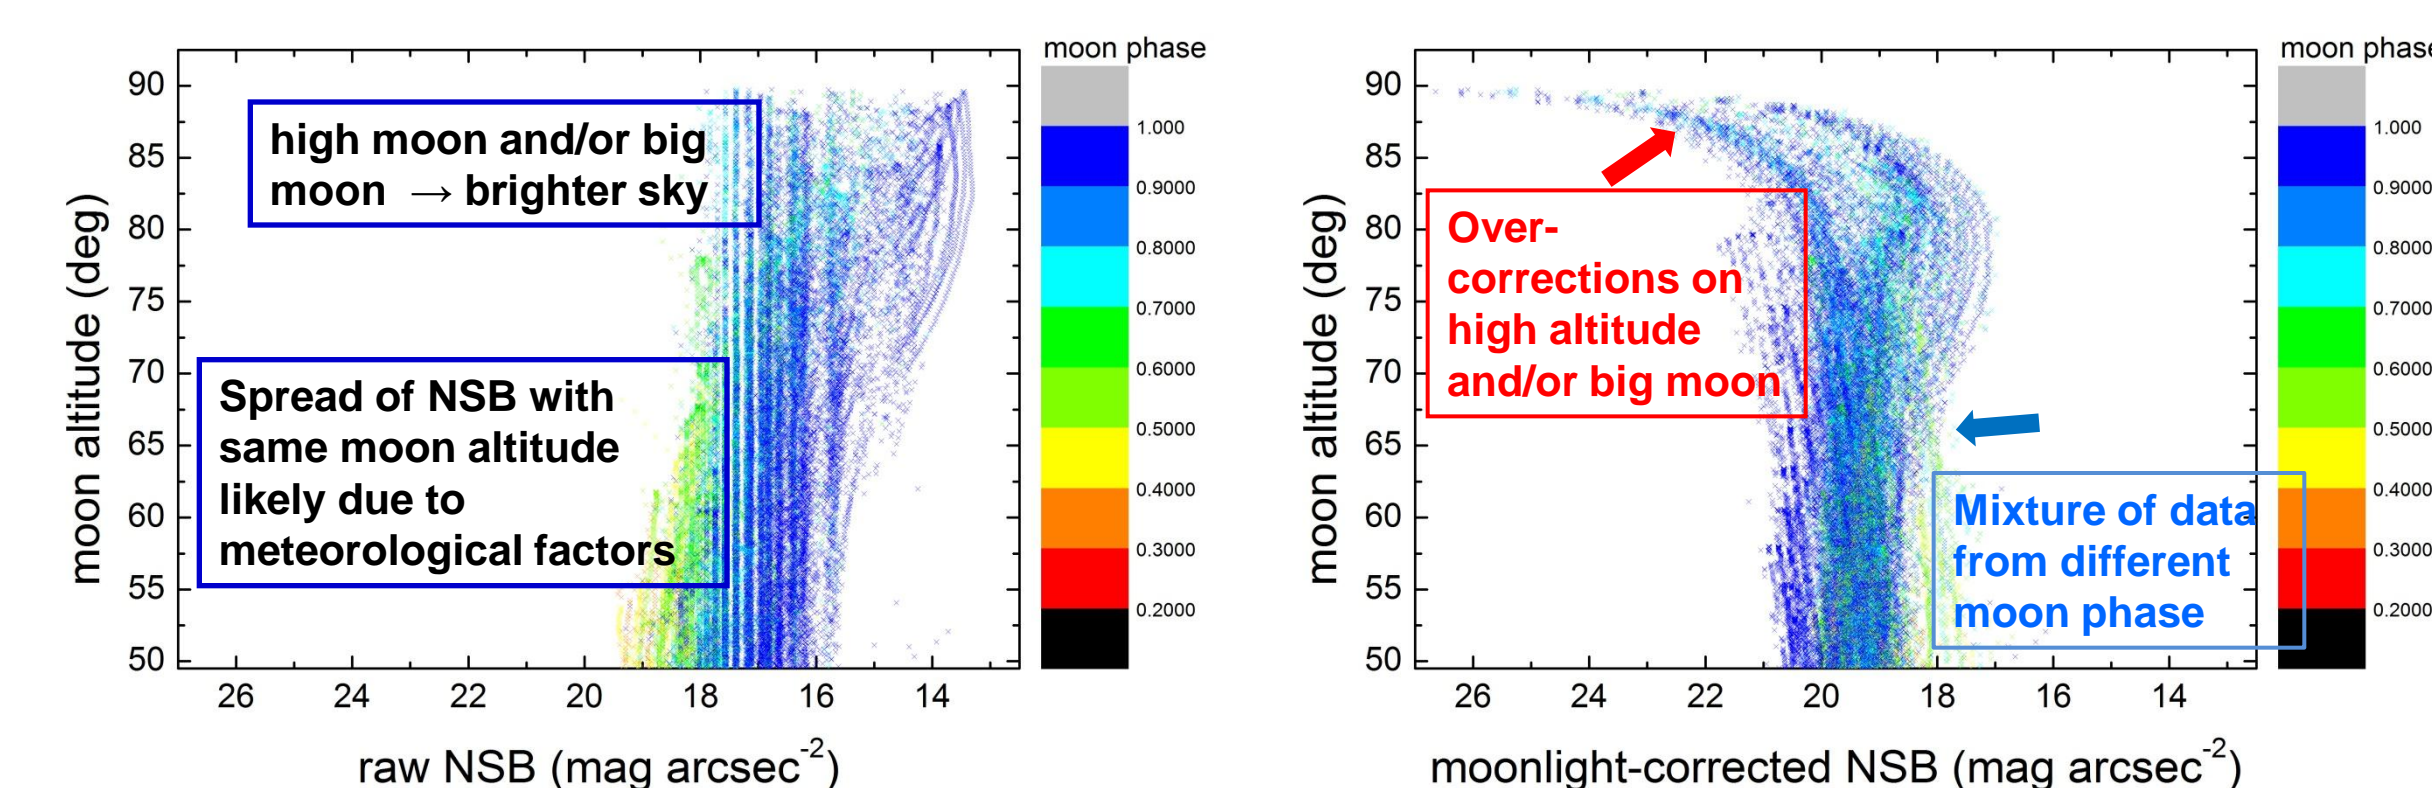 moon phase
90
85
80
75
70
65
60
55
50
moon altitude (deg)
high moon and/or big
moon → brighter sky
Spread of NSB with
same moon altitude
likely due to
meteorological factors
26 24 22 20 18 16 14
raw NSB (mag arcsec-2)
1.000
0.9000
0.8000
0.7000
0.6000
0.5000
0.4000
0.3000
0.2000
moon phase
90
85
80
75
70
65
60
55
50
moon altitude (deg)
Over-
corrections on
high altitude
and/or big moon
Mixture of data
from different
moon phase
26 24 22 20 18 16 14
moonlight-corrected NSB (mag arcsec-2)
1.000
0.9000
0.8000
0.7000
0.6000
0.5000
0.4000
0.3000
0.2000